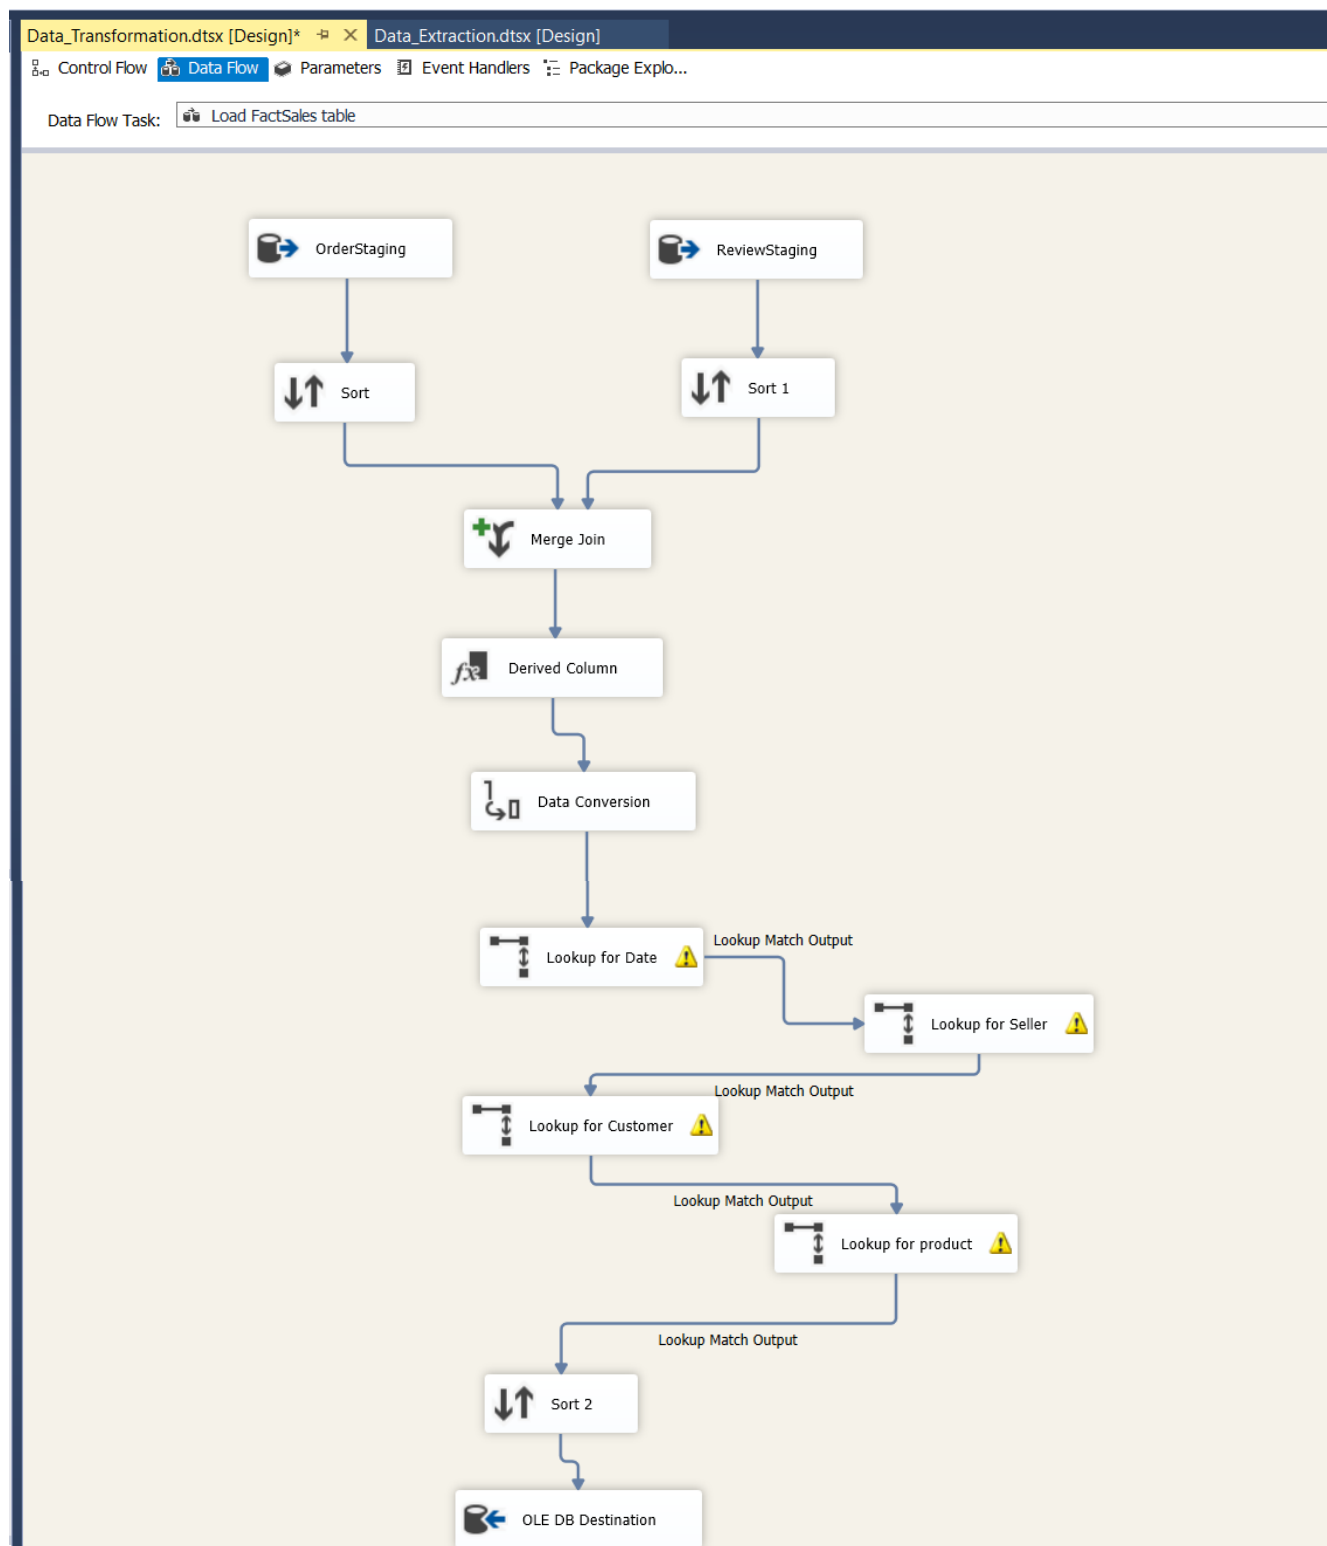 Data_Transformation.dtsx [Design]* Data_Extraction.dtsx [Design]
Control Flow Data Flow Parameters Event Handlers Package Explo...
Data Flow Task: Load FactSales table
OrderStaging ReviewStaging
Sort Sort 1
Merge Join
Derived Column
Data Conversion
Lookup Match Output
Lookup for Date
Lookup for Seller
Lookup Match Output
Lookup for Customer
Lookup Match Output
Lookup for product
Lookup Match Output
Sort 2
OLE DB Destination